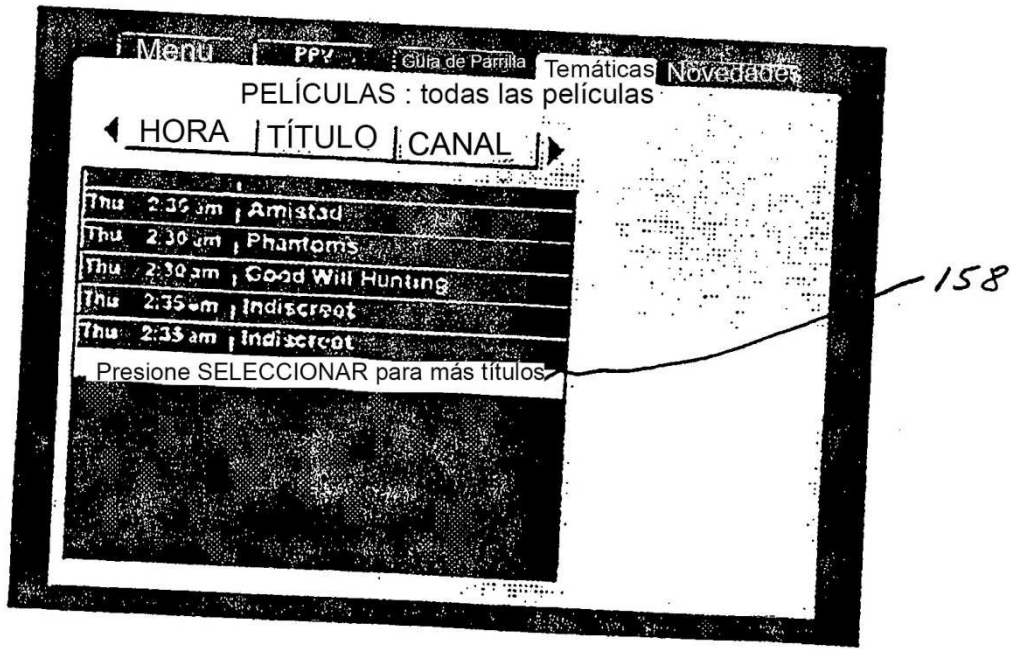 Menú PPV Guía de Parrilla Temáticas Novedades
PELÍCULAS : todas las películas
HORA TÍTULO CANAL
Thu 2:35 am Amistad
Thu 2:30 am Phantoms
Thu 2:30 am Good Will Hunting
Thu 2:35 am Indiscreet
Thu 2:35 am Indiscreet
Presione SELECCIONAR para más títulos
158